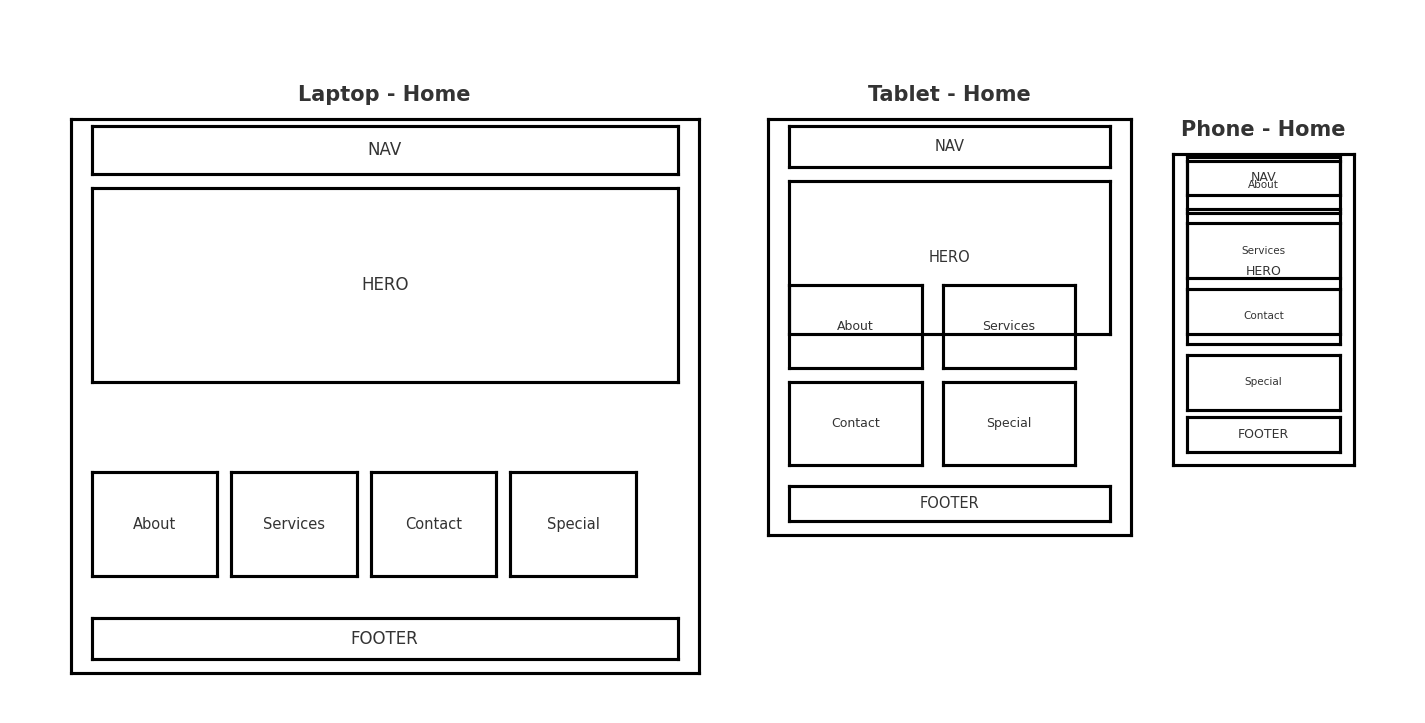 Laptop - Home
NAV
HERO
About
Services
Contact
Special
FOOTER
Tablet - Home
NAV
HERO
About
Services
Contact
Special
FOOTER
Phone - Home
NAV
About
Services
HERO
Contact
Special
FOOTER